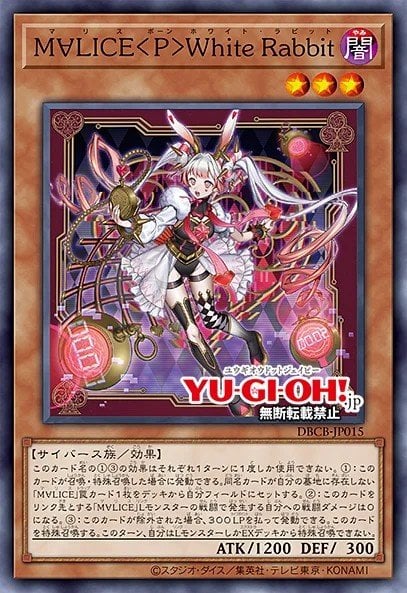 マリスポーンホワイト・ラビット
M∀LICE<P>White Rabbit
やみ
闇
00:01
00:02
ユウギオウドットジェイピー
YU-GI-OH!.jp
無断転載禁止
DBCB-JP015
【サイバース族/効果】
このカード名の①③の効果はそれぞれ1ターンに1度しか使用できない。①:この
カードが召喚・特殊召喚した場合に発動できる。同名カードが自分の墓地に存在しない
「M∀LICE」罠カード1枚をデッキから自分フィールドにセットする。②:このカードを
リンク先とする「M∀LICE」Lモンスターの戦闘で発生する自分への戦闘ダメージは0
になる。③:このカードが除外された場合、300LPを払って発動できる。このカード
を特殊召喚する。このターン、自分はLモンスターしかEXデッキから特殊召喚できない。
ATK/1200 DEF/ 300
©スタジオ・ダイス/集英社・テレビ東京・KONAMI